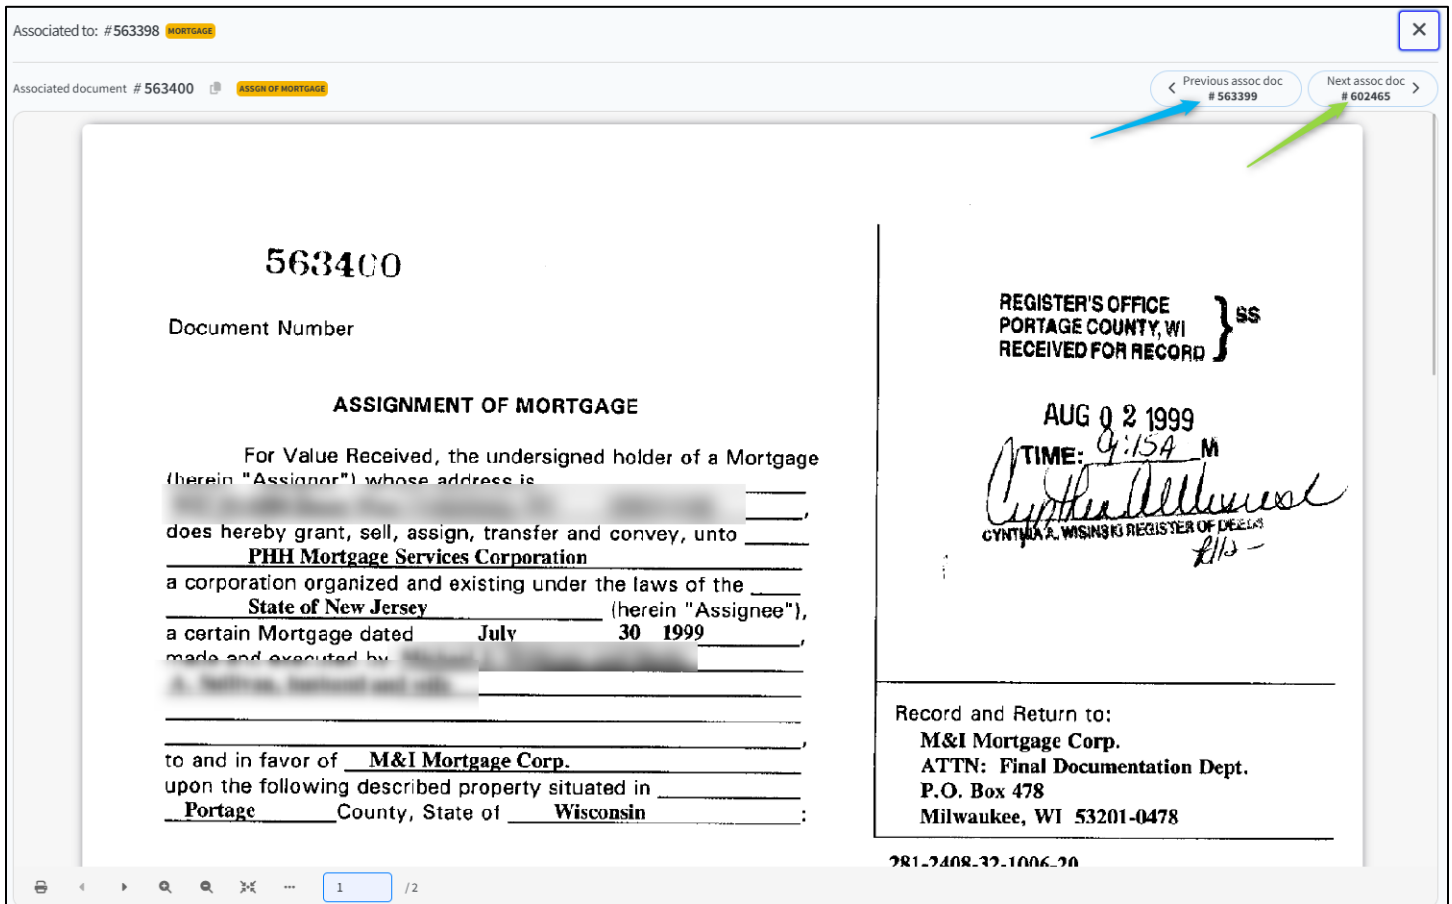 Associated to: #563398 MORTGAGE
Associated document # 563400 ASSGN OF MORTGAGE
Previous assoc doc
# 563399
Next assoc doc
# 602465
563400
Document Number
ASSIGNMENT OF MORTGAGE
For Value Received, the undersigned holder of a Mortgage
(herein "Assignor") whose address is
,
does hereby grant, sell, assign, transfer and convey, unto
PHH Mortgage Services Corporation
a corporation organized and existing under the laws of the
State of New Jersey (herein "Assignee"),
a certain Mortgage dated July 30 1999 ,
made and executed by
,
to and in favor of M&I Mortgage Corp.
upon the following described property situated in
Portage County, State of Wisconsin :
REGISTER'S OFFICE
PORTAGE COUNTY, WI } SS
RECEIVED FOR RECORD
AUG 02 1999
TIME: 9:15A M
CYNTHIA A. WISINSKI REGISTER OF DEEDS
Record and Return to:
M&I Mortgage Corp.
ATTN: Final Documentation Dept.
P.O. Box 478
Milwaukee, WI 53201-0478
281-2408-32-1006-20
1 /2